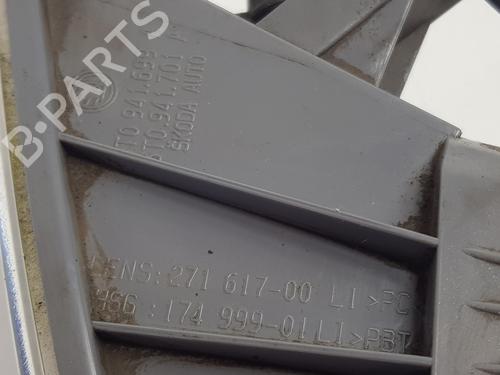 B-PARTS
5T0.941.699
5T0.941.701 P
SKODA AUTO
LENS: 271 617-00 LI >PC
HSG : 174 999-01 LI >PBT